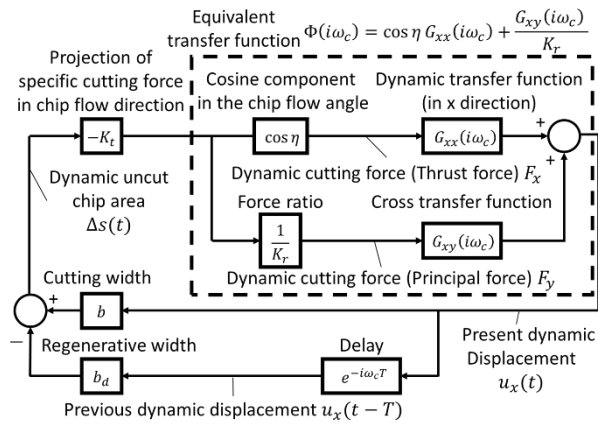 Equivalent
transfer function Φ(iω_c) = cos η G_xx(iω_c) + G_xy(iω_c)/K_r
Projection of
specific cutting force
in chip flow direction
Cosine component
in the chip flow angle
Dynamic transfer function
(in x direction)
−K_t
cos η
G_xx(iω_c)
+
+
Dynamic cutting force (Thrust force) F_x
Dynamic uncut
chip area
Δs(t)
Force ratio
Cross transfer function
1/K_r
G_xy(iω_c)
Dynamic cutting force (Principal force) F_y
Cutting width
+
b
−
Regenerative width
Delay
Present dynamic
Displacement
u_x(t)
b_d
e^{−iω_cT}
Previous dynamic displacement u_x(t − T)